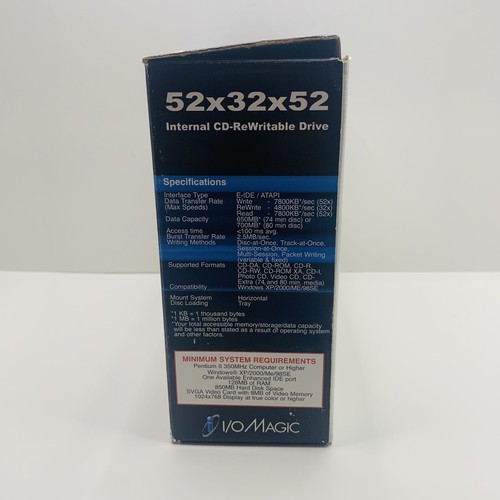 52x32x52
Internal CD-ReWritable Drive
Specifications
Interface Type E-IDE / ATAPI
Data Transfer Rate Write - 7800KB*/sec (52x)
(Max Speeds) ReWrite - 4800KB*/sec (32x)
Read - 7800KB*/sec (52x)
Data Capacity 650MB* (74 min disc) or
700MB* (80 min disc)
Access time <100 ms avg.
Burst Transfer Rate 2.5MB/sec.
Writing Methods Disc-at-Once, Track-at-Once,
Session-at-Once,
Multi-Session, Packet Writing
(variable & fixed)
Supported Formats CD-DA, CD-ROM, CD-R,
CD-RW, CD-ROM XA, CD-I,
Photo CD, Video CD, CD-
Extra (74 and 80 min. media)
Compatibility Windows XP/2000/ME/98SE
Mount System Horizontal
Disc Loading Tray
*1 KB = 1 thousand bytes
*1 MB = 1 million bytes
*Your total accessible memory/storage/data capacity
will be less than stated as a result of operating system
and other factors.
MINIMUM SYSTEM REQUIREMENTS
Pentium II 350MHz Computer or Higher
Windows® XP/2000/Me/98SE
One Available Enhanced IDE port
128MB of RAM
850MB Hard Disk Space
SVGA Video Card with 8MB of Video Memory
1024x768 Display at true color or higher
I/OMAGIC